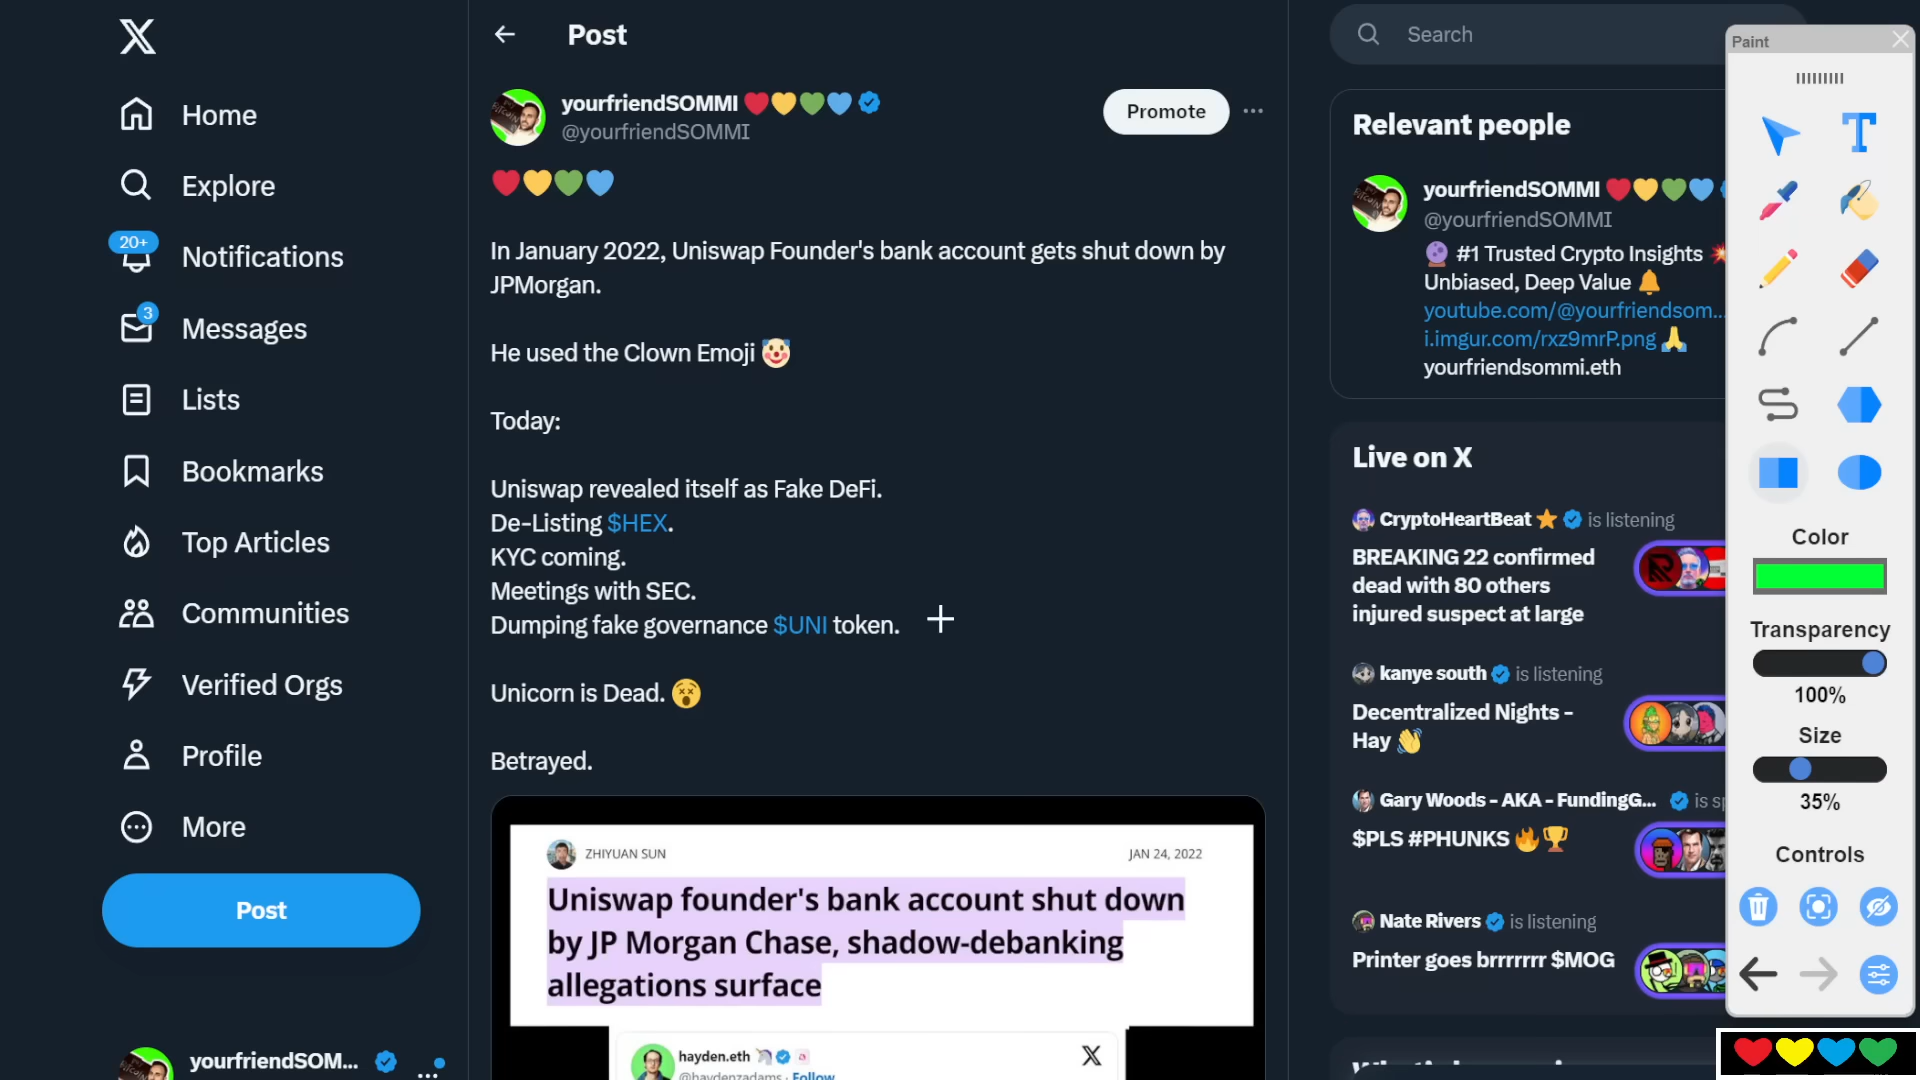 Home
Explore
20+
Notifications
3
Messages
Lists
Bookmarks
Top Articles
Communities
Verified Orgs
Profile
More
Post
yourfriendSOM...
Post
yourfriendSOMMI
@yourfriendSOMMI
Promote
In January 2022, Uniswap Founder's bank account gets shut down by
JPMorgan.
He used the Clown Emoji
Today:
Uniswap revealed itself as Fake DeFi.
De-Listing $HEX.
KYC coming.
Meetings with SEC.
Dumping fake governance $UNI token.
Unicorn is Dead.
Betrayed.
ZHIYUAN SUN
JAN 24, 2022
Uniswap founder's bank account shut down
by JP Morgan Chase, shadow-debanking
allegations surface
hayden.eth
@haydenzadams · Follow
Search
Relevant people
yourfriendSOMMI
@yourfriendSOMMI
#1 Trusted Crypto Insights
Unbiased, Deep Value
youtube.com/@yourfriendsom...
i.imgur.com/rxz9mrP.png
yourfriendsommi.eth
Live on X
CryptoHeartBeat is listening
BREAKING 22 confirmed
dead with 80 others
injured suspect at large
kanye south is listening
Decentralized Nights -
Hay
Gary Woods - AKA - FundingG... is
$PLS #PHUNKS
Nate Rivers is listening
Printer goes brrrrrrr $MOG
Paint
T
Color
Transparency
100%
Size
35%
Controls